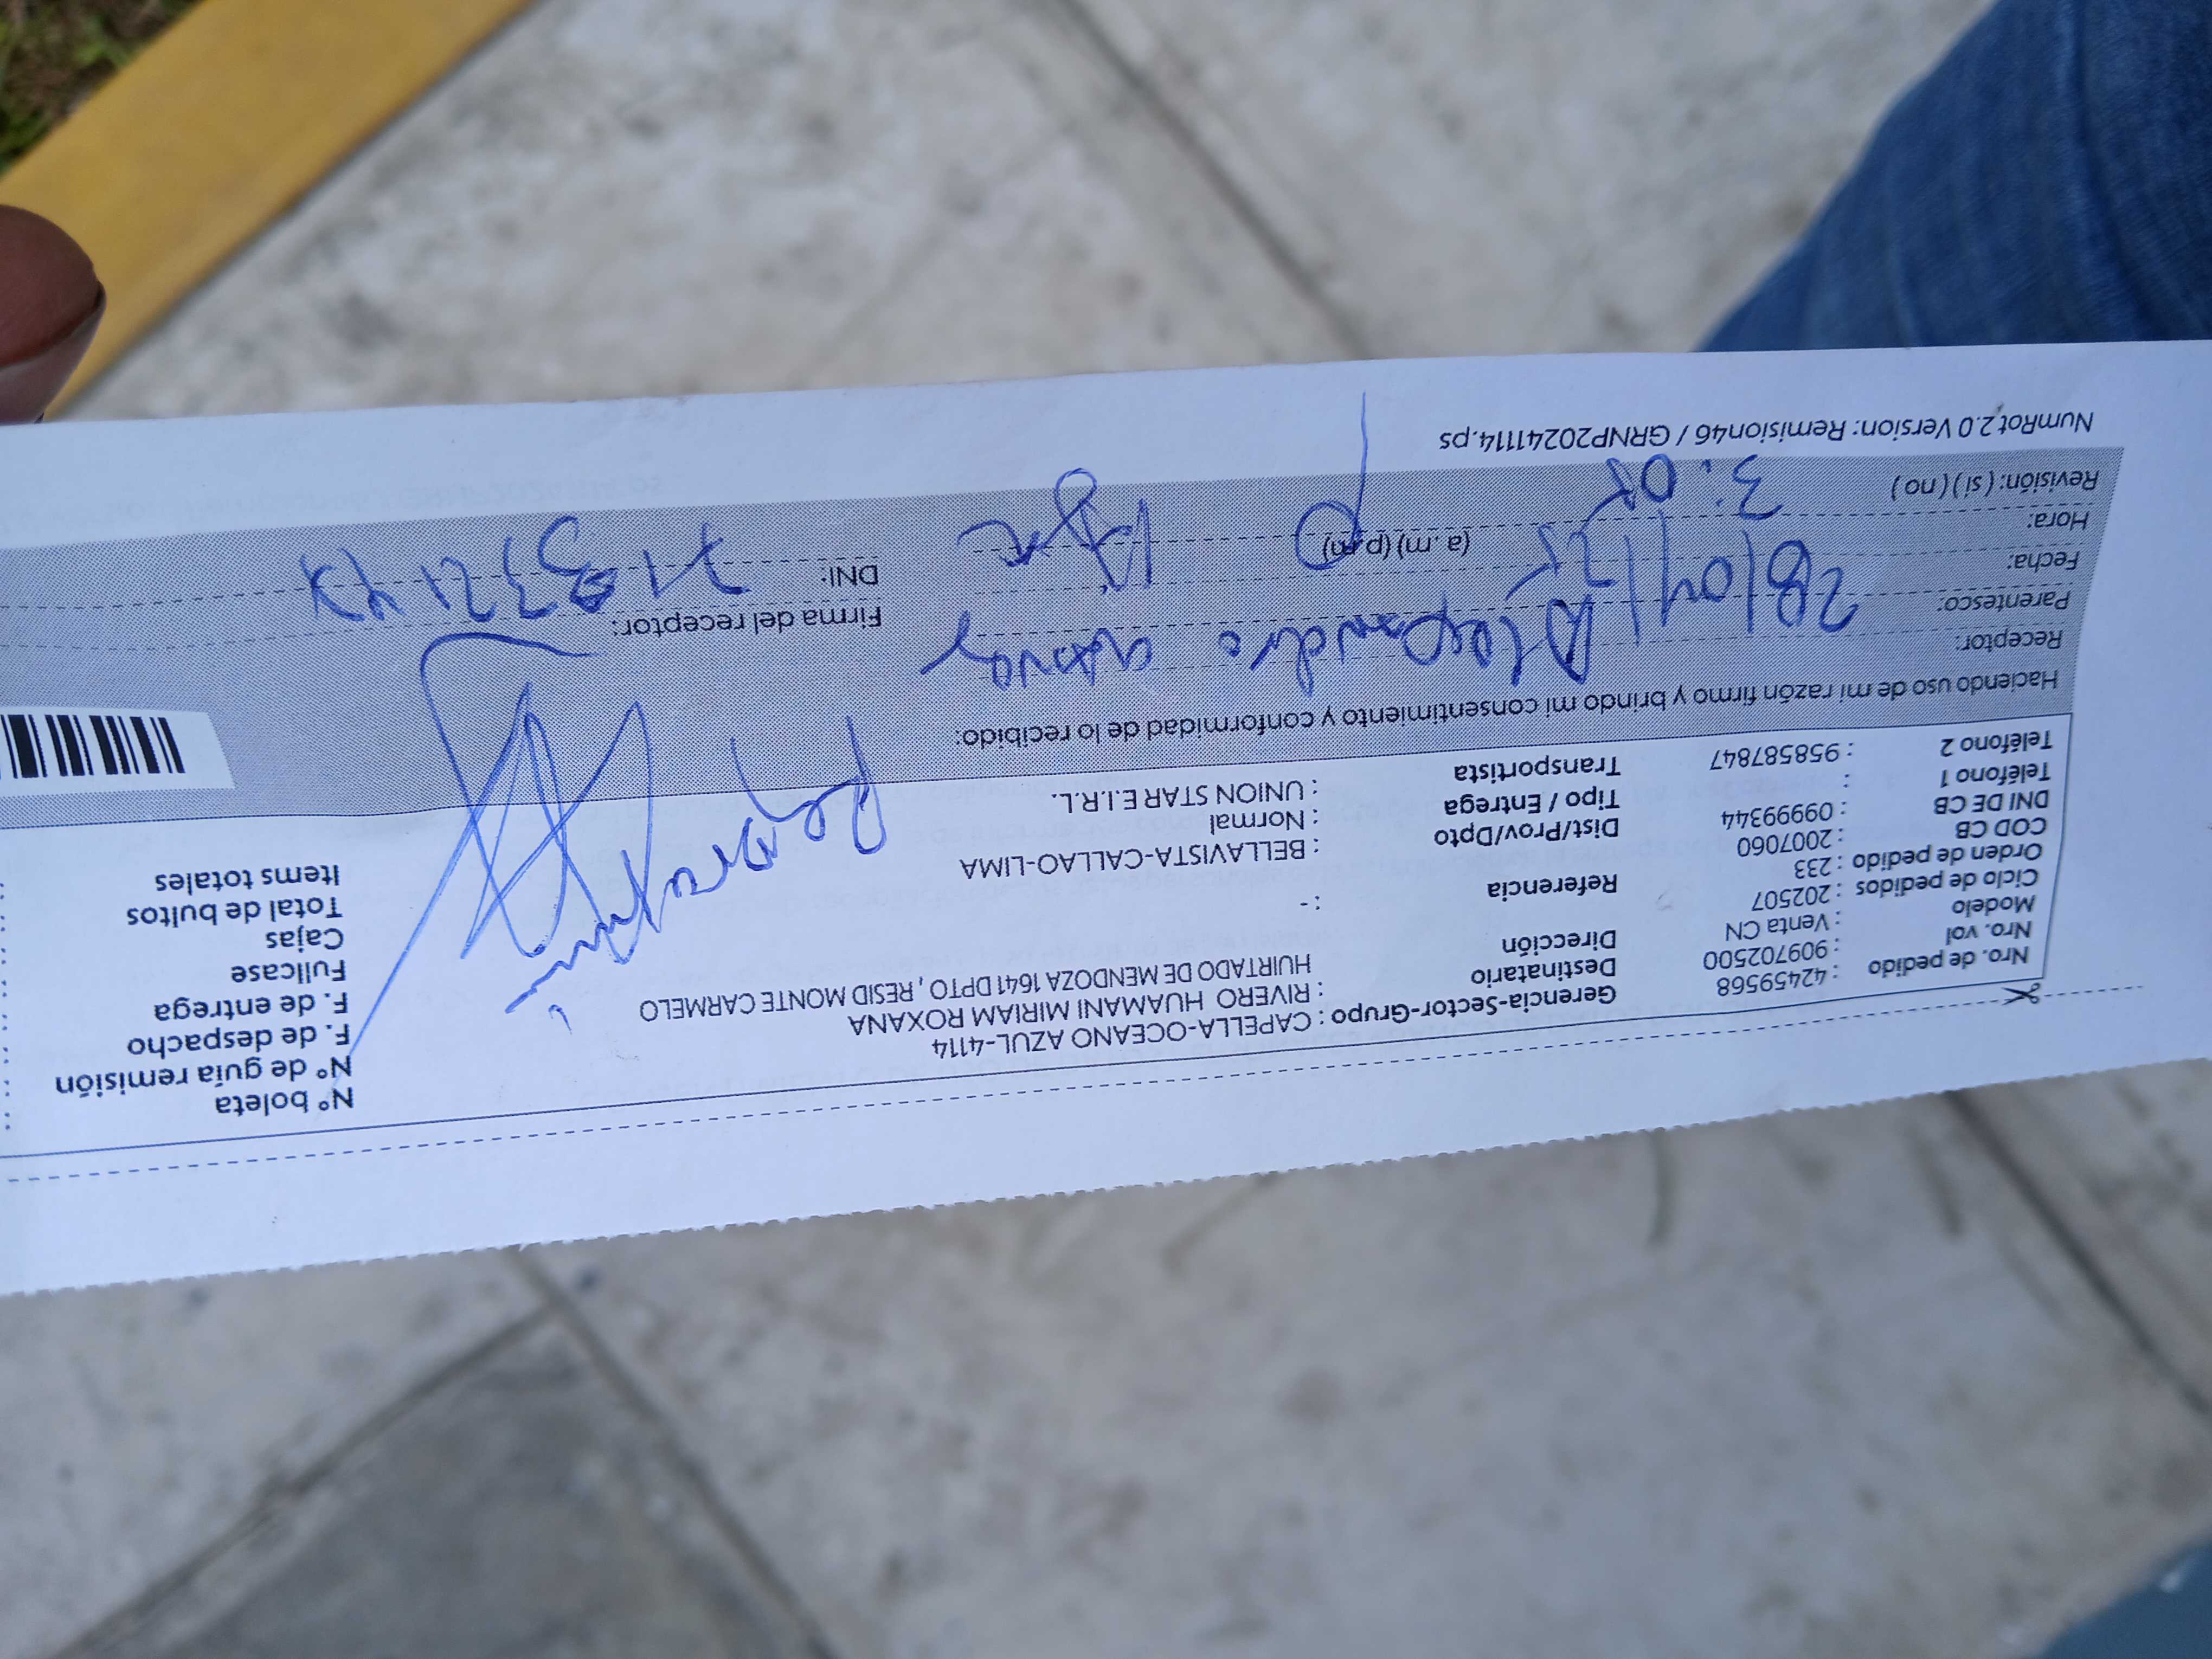 Nro. de pedido : 42459568
Nro. vol : 909702500
Modelo : Venta CN
Ciclo de pedidos : 202507
Orden de pedido : 233
COD CB : 2007060
DNI DE CB : 09999344
Teléfono 1 :
Teléfono 2 : 958587847
Gerencia-Sector-Grupo : CAPELLA-OCEANO AZUL-4114
Destinatario : RIVERO HUAMANI MIRIAM ROXANA
Dirección HURTADO DE MENDOZA 1641 DPTO , RESID MONTE CARMELO
Referencia : -
Dist/Prov/Dpto : BELLAVISTA-CALLAO-LIMA
Tipo / Entrega : Normal
Transportista : UNION STAR E.I.R.L.
N° boleta :
N° de guía remisión :
F. de despacho :
F. de entrega :
Fullcase :
Cajas :
Total de bultos :
Items totales :
Haciendo uso de mi razón firmo y brindo mi consentimiento y conformidad de lo recibido:
Receptor: Alejandro
Parentesco:
Fecha: 28/04/25
Hora: 3:05 (a. m) (p. m)
Revisión: ( si ) ( no )
Firma del receptor:
DNI:
NumRot 2.0 Version: Remision46 / GRNP20241114.ps